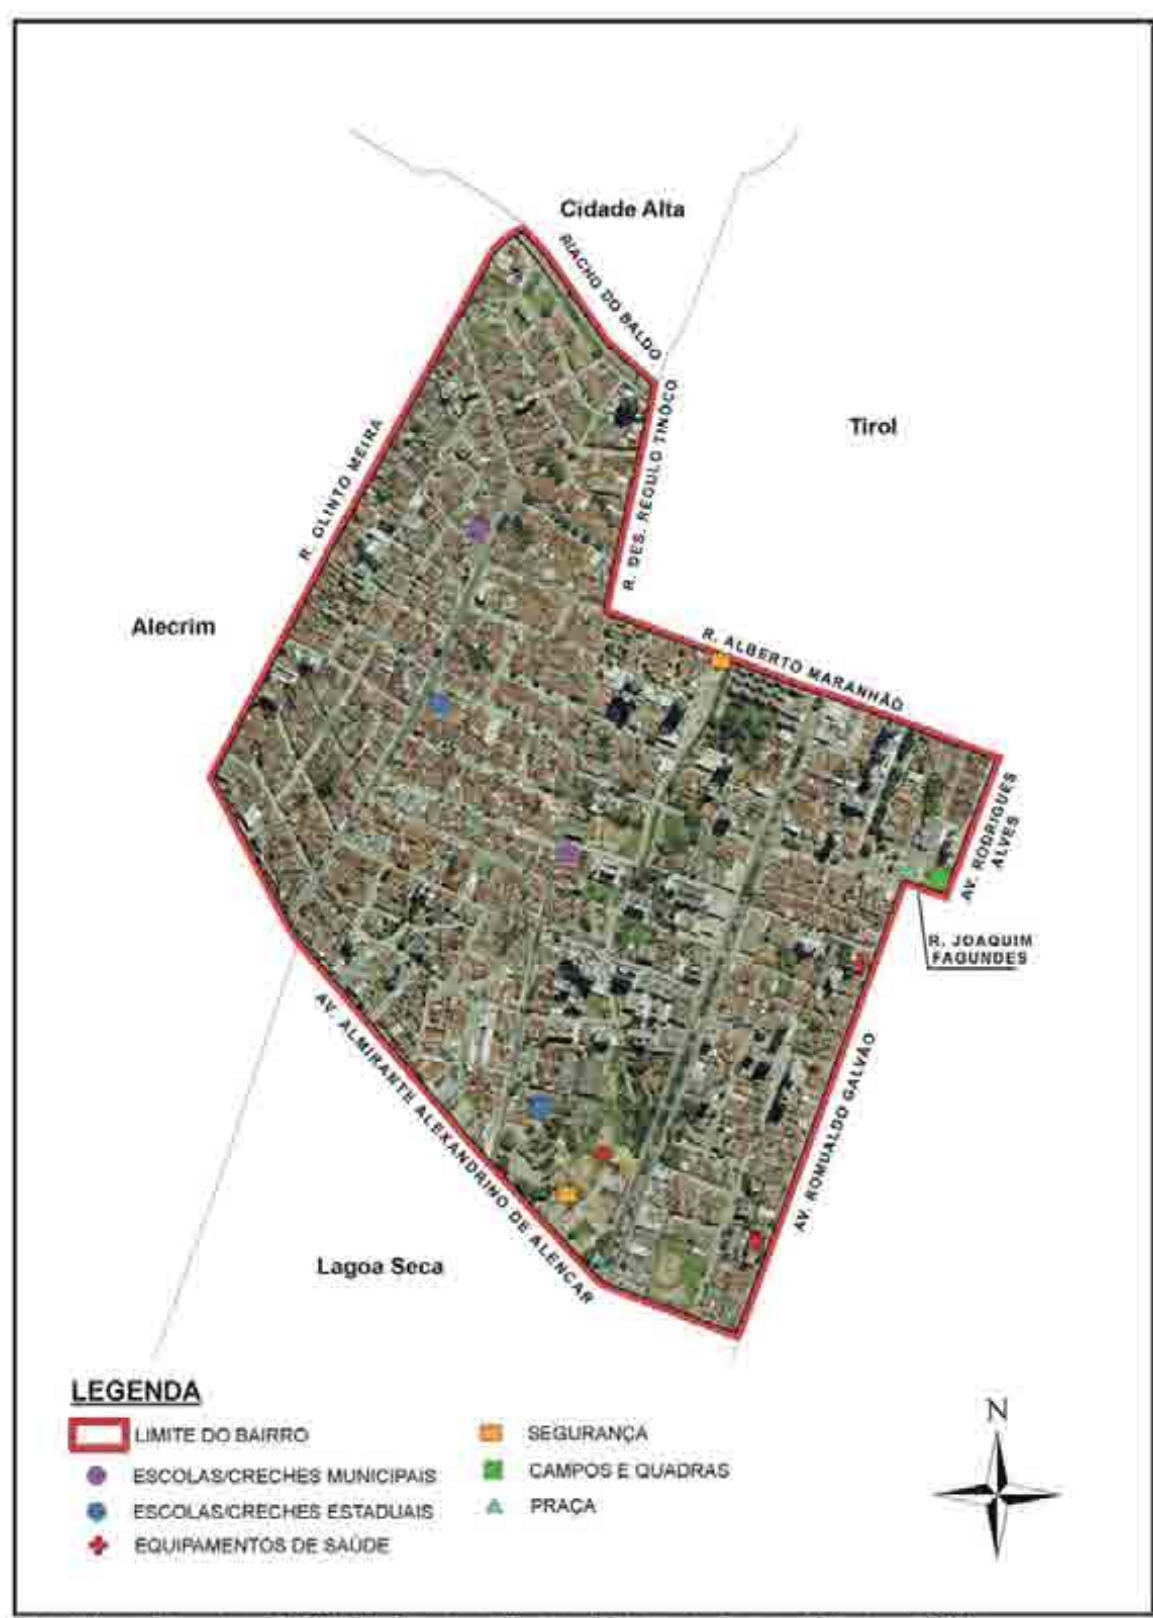 Cidade Alta
RIACHO DO BALDO
Tirol
R. DES. REGULO TINÔCO
R. OLINTO MEIRA
Alecrim
R. ALBERTO MARANHÃO
AV. RODRIGUES
ALVES
R. JOAQUIM
FAGUNDES
AV. ALMIRANTE ALEXANDRINO DE ALENCAR
AV. ROMUALDO GALVÃO
Lagoa Seca
LEGENDA
LIMITE DO BAIRRO
ESCOLAS/CRECHES MUNICIPAIS
ESCOLAS/CRECHES ESTADUAIS
EQUIPAMENTOS DE SAÚDE
SEGURANÇA
CAMPOS E QUADRAS
PRAÇA
N